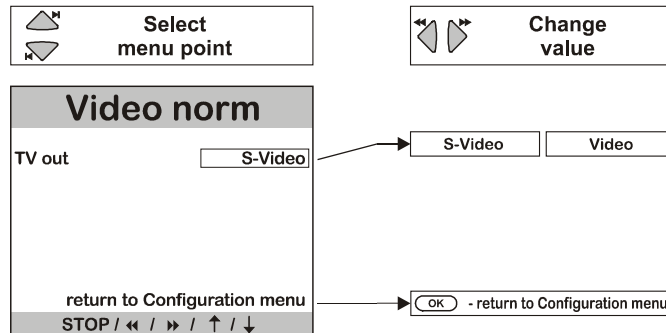 Select
menu point
Change
value
Video norm
TV out S-Video
S-Video Video
return to Configuration menu
OK - return to Configuration menu
STOP / ◄◄ / ►► / ↑ / ↓